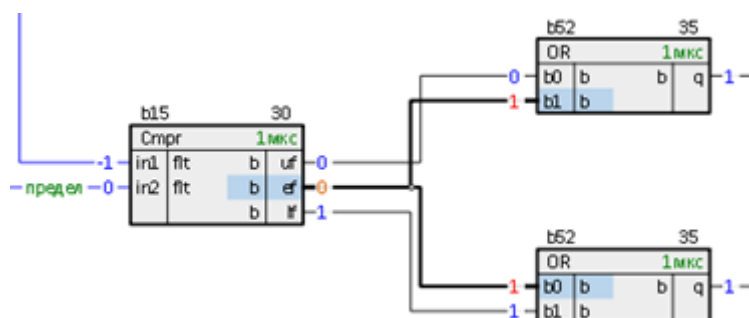 b52 35
OR 1мкс
0 b0 b b q 1
1 b1 b
b15 30
Cmpr 1мкс
-1 in1 flt b uf 0
предел 0 in2 flt b ef 0
b lf 1
b52 35
OR 1мкс
1 b0 b b q 1
1 b1 b